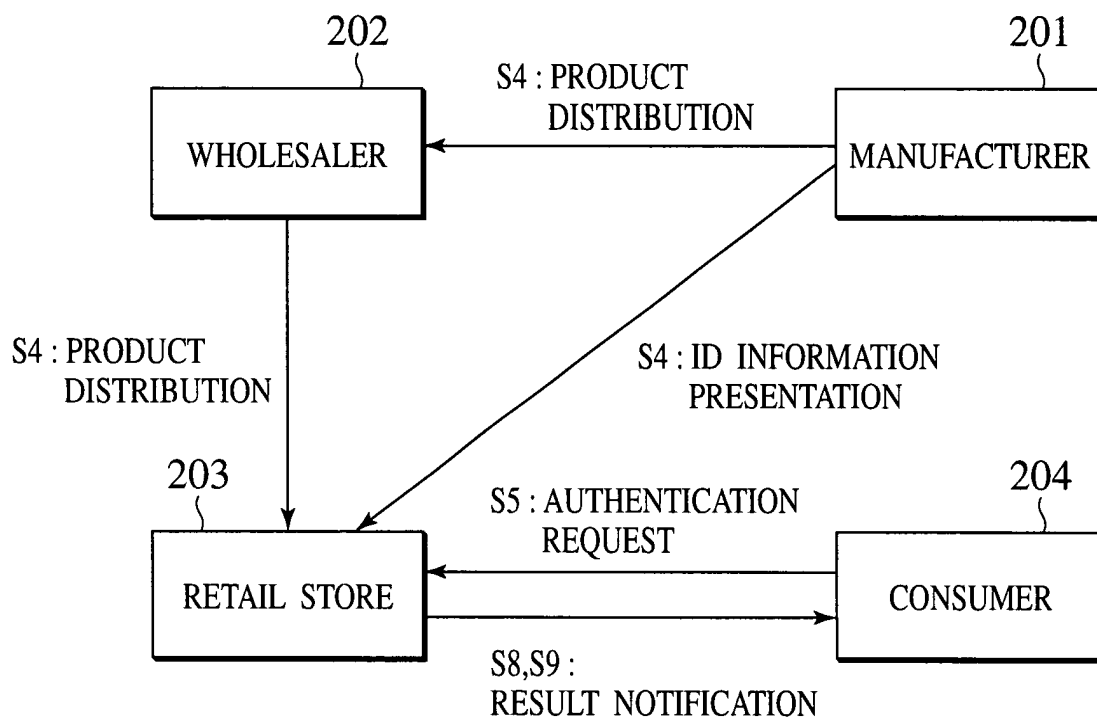 202
201
S4 : PRODUCT
DISTRIBUTION
WHOLESALER
MANUFACTURER
S4 : PRODUCT
DISTRIBUTION
S4 : ID INFORMATION
PRESENTATION
203
204
S5 : AUTHENTICATION
REQUEST
RETAIL STORE
CONSUMER
S8,S9 :
RESULT NOTIFICATION